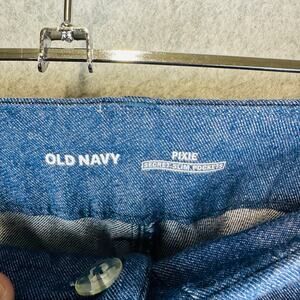 OLD NAVY
PIXIE
SECRET-SLIM POCKETS